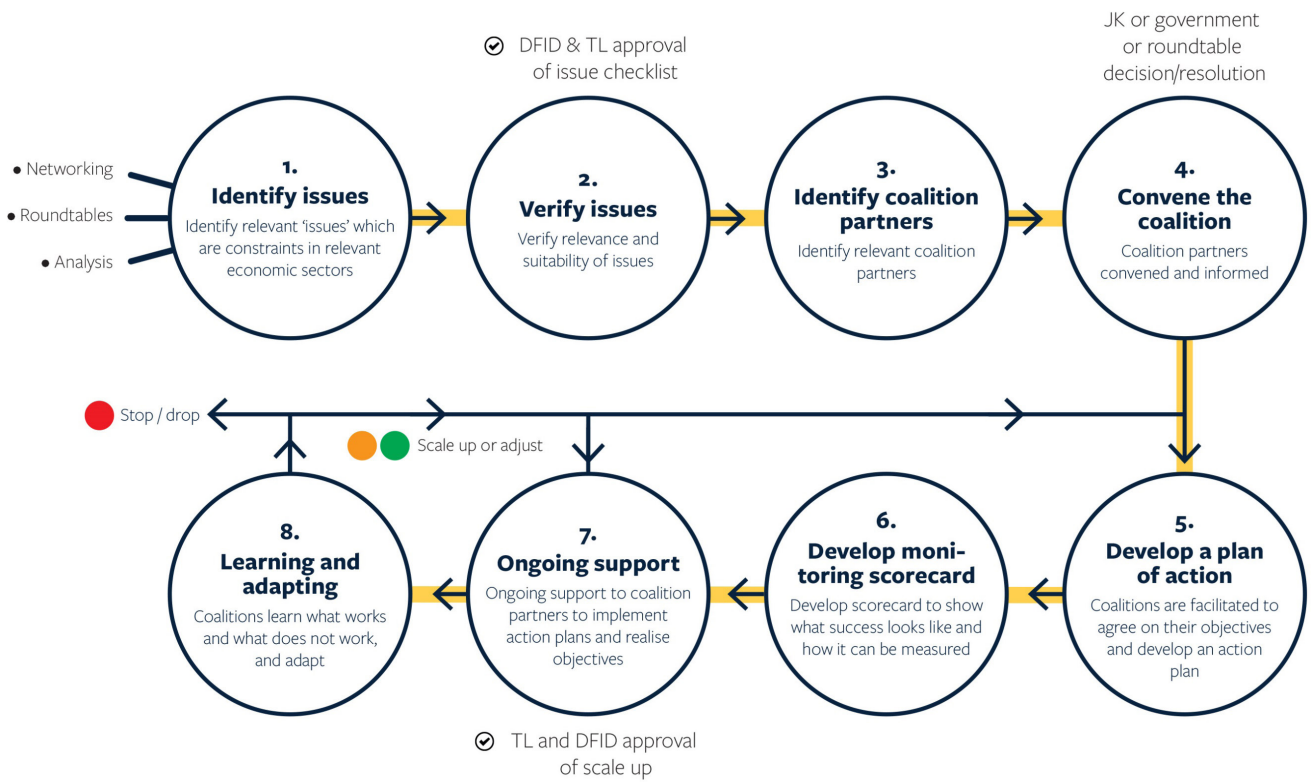 DFID & TL approval
of issue checklist
JK or government
or roundtable
decision/resolution
• Networking
• Roundtables
• Analysis
1.
Identify issues
Identify relevant ‘issues’ which
are constraints in relevant
economic sectors
2.
Verify issues
Verify relevance and
suitability of issues
3.
Identify coalition
partners
Identify relevant coalition
partners
4.
Convene the
coalition
Coalition partners
convened and informed
Stop / drop
Scale up or adjust
8.
Learning and
adapting
Coalitions learn what works
and what does not work,
and adapt
7.
Ongoing support
Ongoing support to coalition
partners to implement
action plans and realise
objectives
6.
Develop moni-
toring scorecard
Develop scorecard to show
what success looks like and
how it can be measured
5.
Develop a plan
of action
Coalitions are facilitated to
agree on their objectives
and develop an action
plan
TL and DFID approval
of scale up